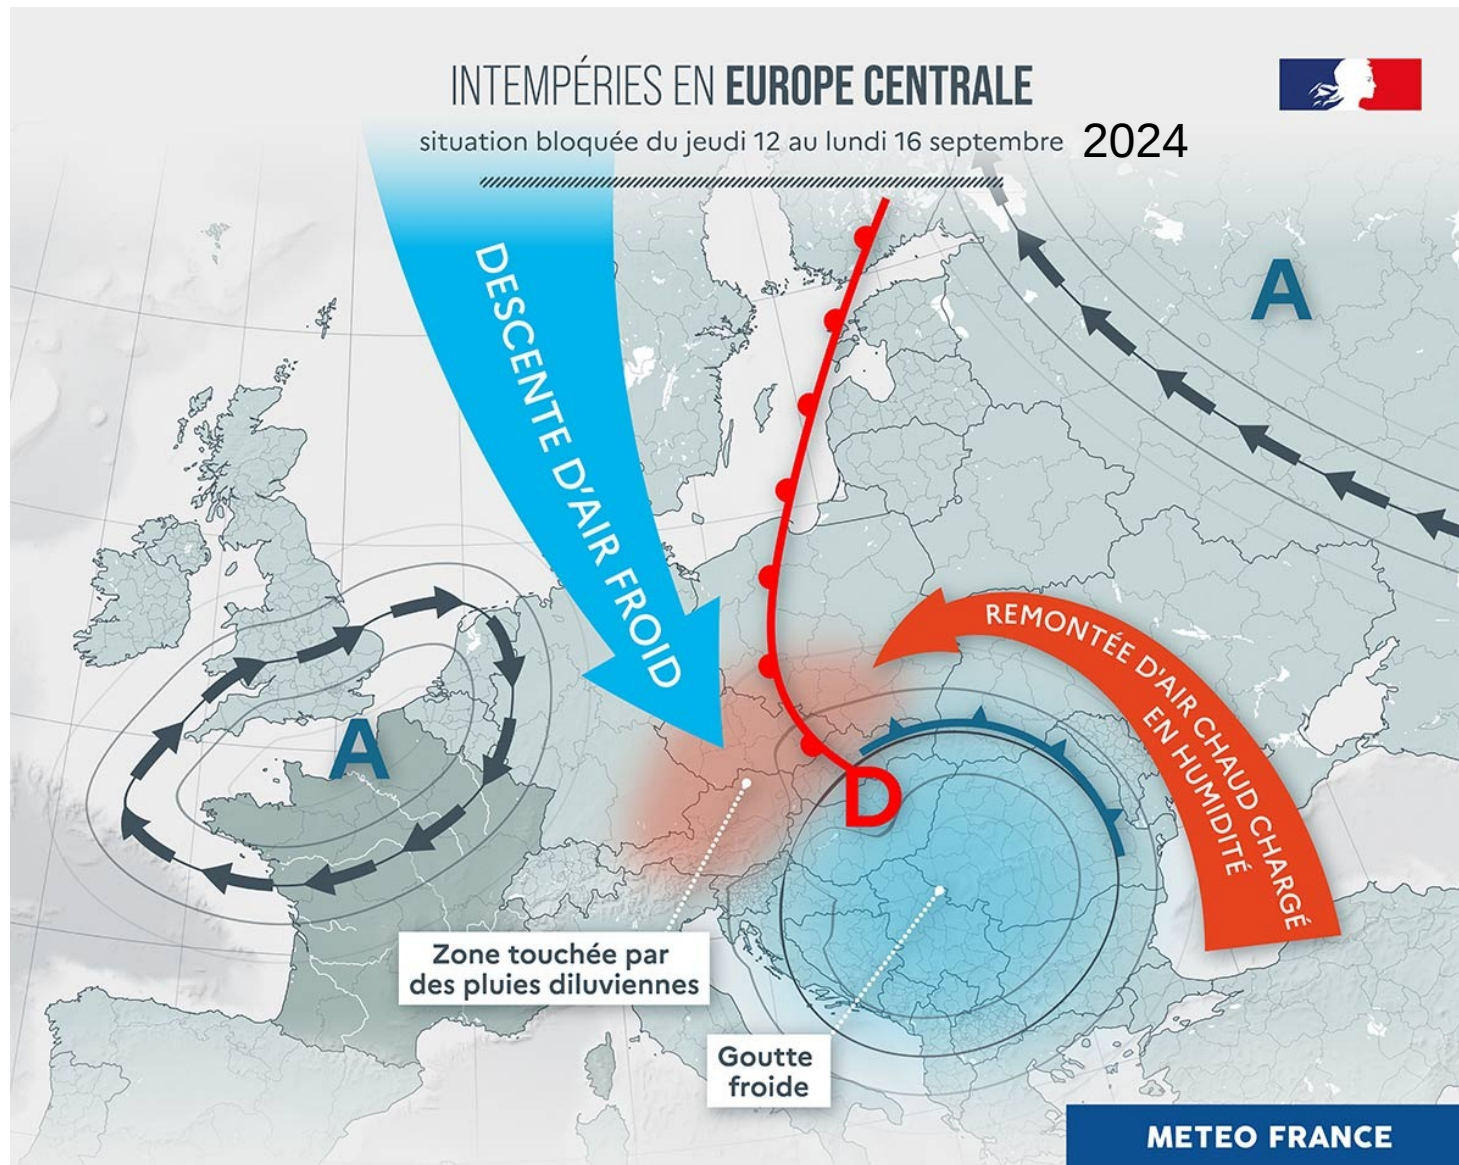 INTEMPÉRIES EN EUROPE CENTRALE
situation bloquée du jeudi 12 au lundi 16 septembre 2024
A
DESCENTE D'AIR FROID
REMONTÉE D'AIR CHAUD CHARGÉ
EN HUMIDITÉ
A
D
Zone touchée par
des pluies diluviennes
Goutte
froide
METEO FRANCE